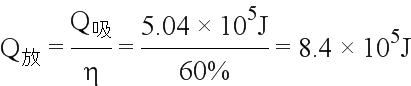 Q放 = Q吸/η = 5.04 × 10⁵J/60% = 8.4 × 10⁵J